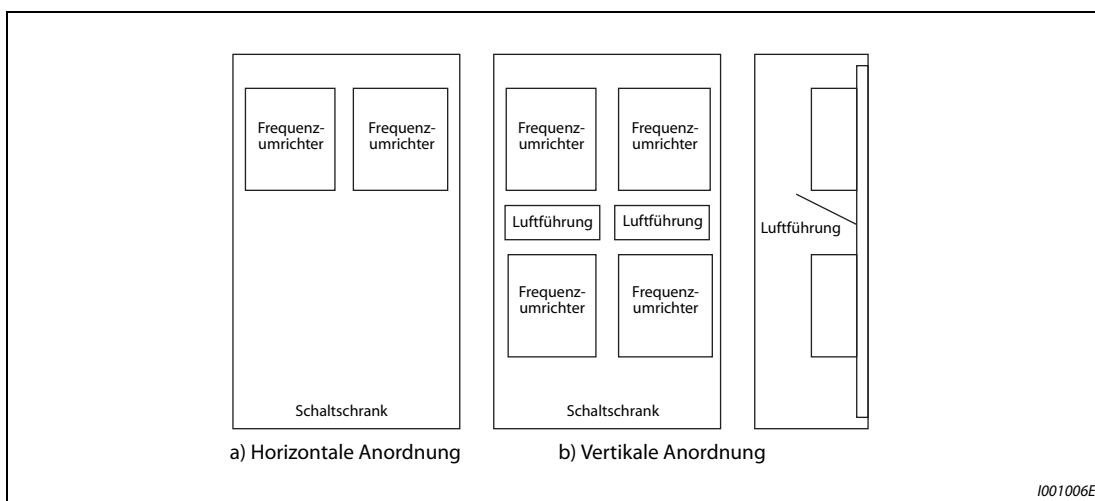 Frequenz-
umrichter
Frequenz-
umrichter
Schaltschrank
a) Horizontale Anordnung
Frequenz-
umrichter
Frequenz-
umrichter
Luftführung
Luftführung
Frequenz-
umrichter
Frequenz-
umrichter
Schaltschrank
Luftführung
b) Vertikale Anordnung
I001006E